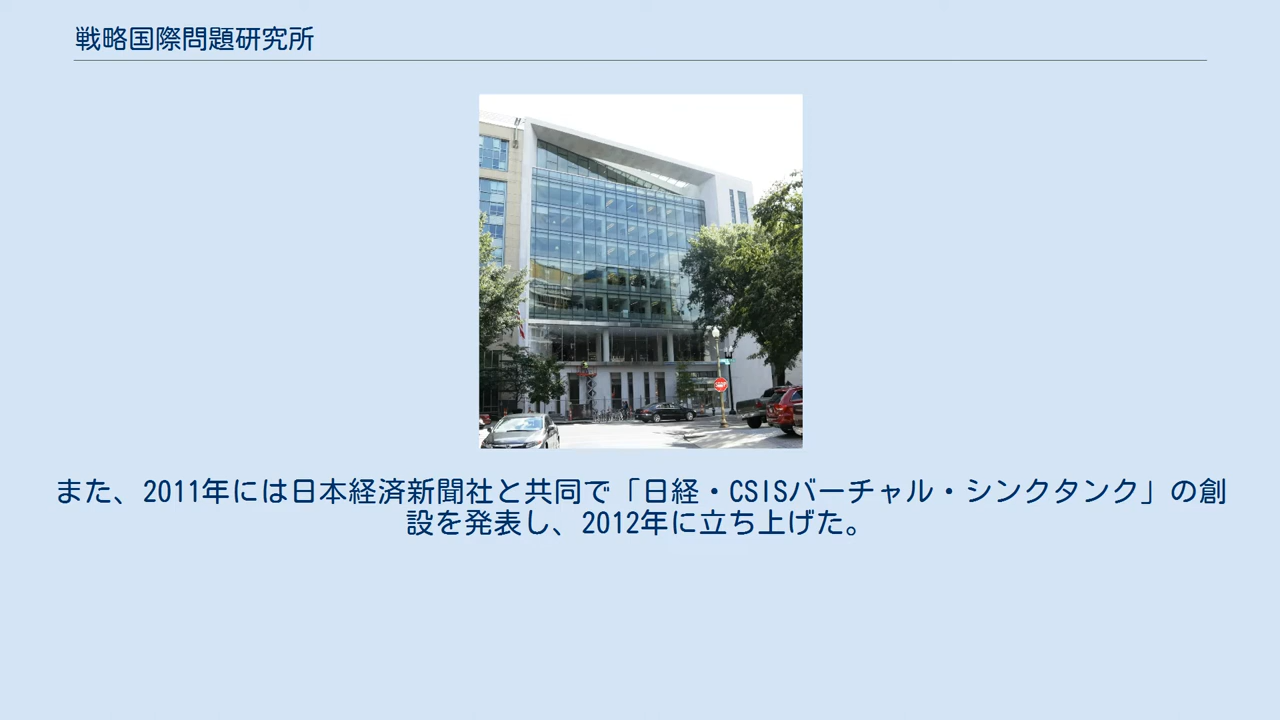 戦略国際問題研究所
また、2011年には日本経済新聞社と共同で「日経・CSISバーチャル・シンクタンク」の創
設を発表し、2012年に立ち上げた。